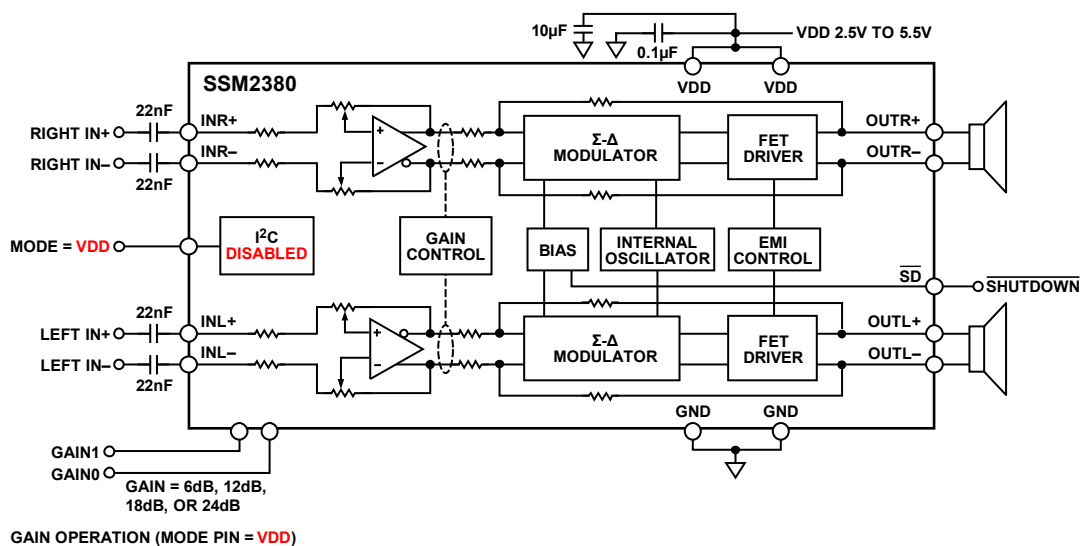 10µF
0.1µF
VDD 2.5V TO 5.5V
VDD
VDD
SSM2380
22nF
RIGHT IN+
INR+
RIGHT IN–
INR–
22nF
Σ-Δ
MODULATOR
FET
DRIVER
OUTR+
OUTR–
MODE = VDD
I²C
DISABLED
GAIN
CONTROL
BIAS
INTERNAL
OSCILLATOR
EMI
CONTROL
SD
SHUTDOWN
22nF
LEFT IN+
INL+
LEFT IN–
INL–
22nF
Σ-Δ
MODULATOR
FET
DRIVER
OUTL+
OUTL–
GND
GND
GAIN1
GAIN0
GAIN = 6dB, 12dB,
18dB, OR 24dB
GAIN OPERATION (MODE PIN = VDD)